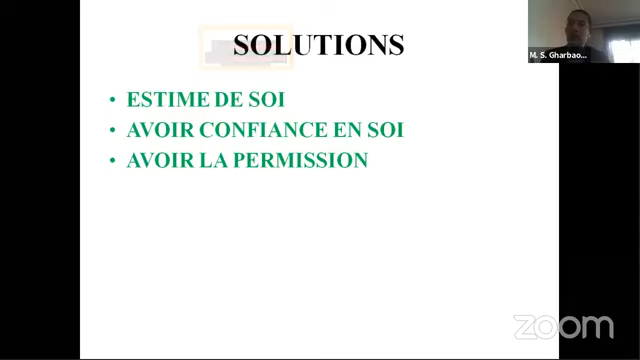 SOLUTIONS
M. S. Gharbao...
• ESTIME DE SOI
• AVOIR CONFIANCE EN SOI
• AVOIR LA PERMISSION
zoom